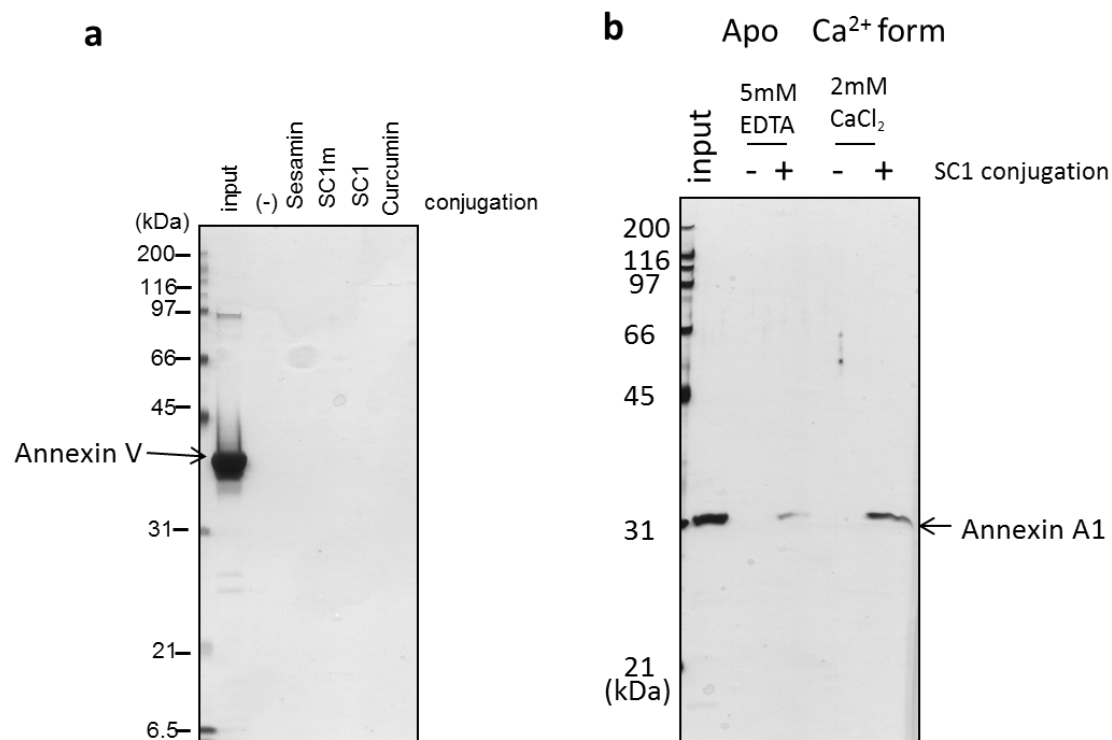 a
input
(-)
Sesamin
SC1m
SC1
Curcumin
conjugation
(kDa)
200
116
97
66
45
Annexin V
31
21
6.5
b
Apo Ca²⁺ form
5mM
EDTA
2mM
CaCl₂
input
- + - + SC1 conjugation
200
116
97
66
45
31
Annexin A1
21
(kDa)